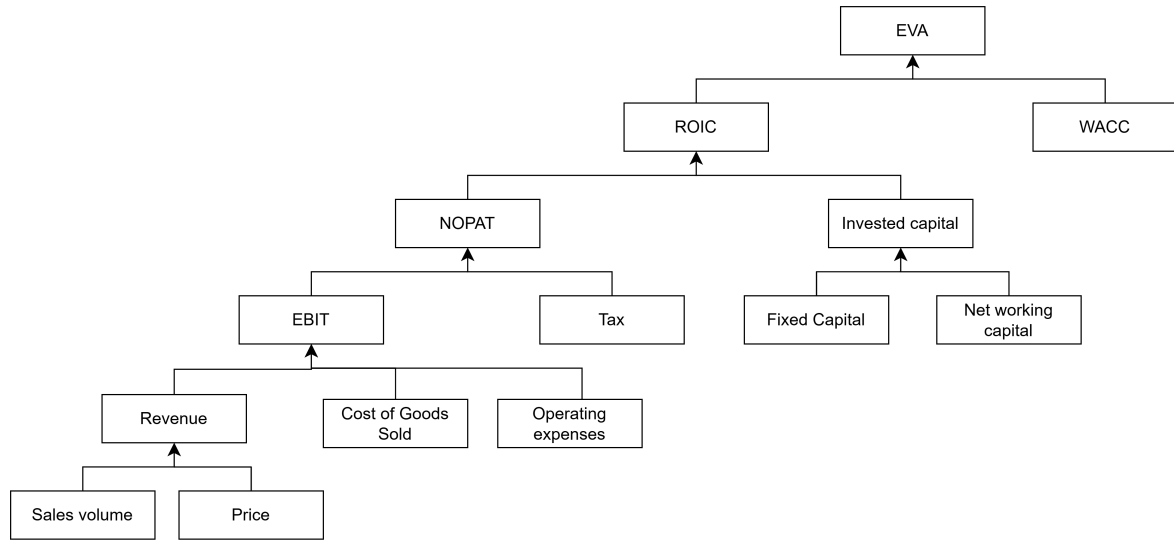 EVA
ROIC
WACC
NOPAT
Invested capital
EBIT
Tax
Fixed Capital
Net working
capital
Revenue
Cost of Goods
Sold
Operating
expenses
Sales volume
Price